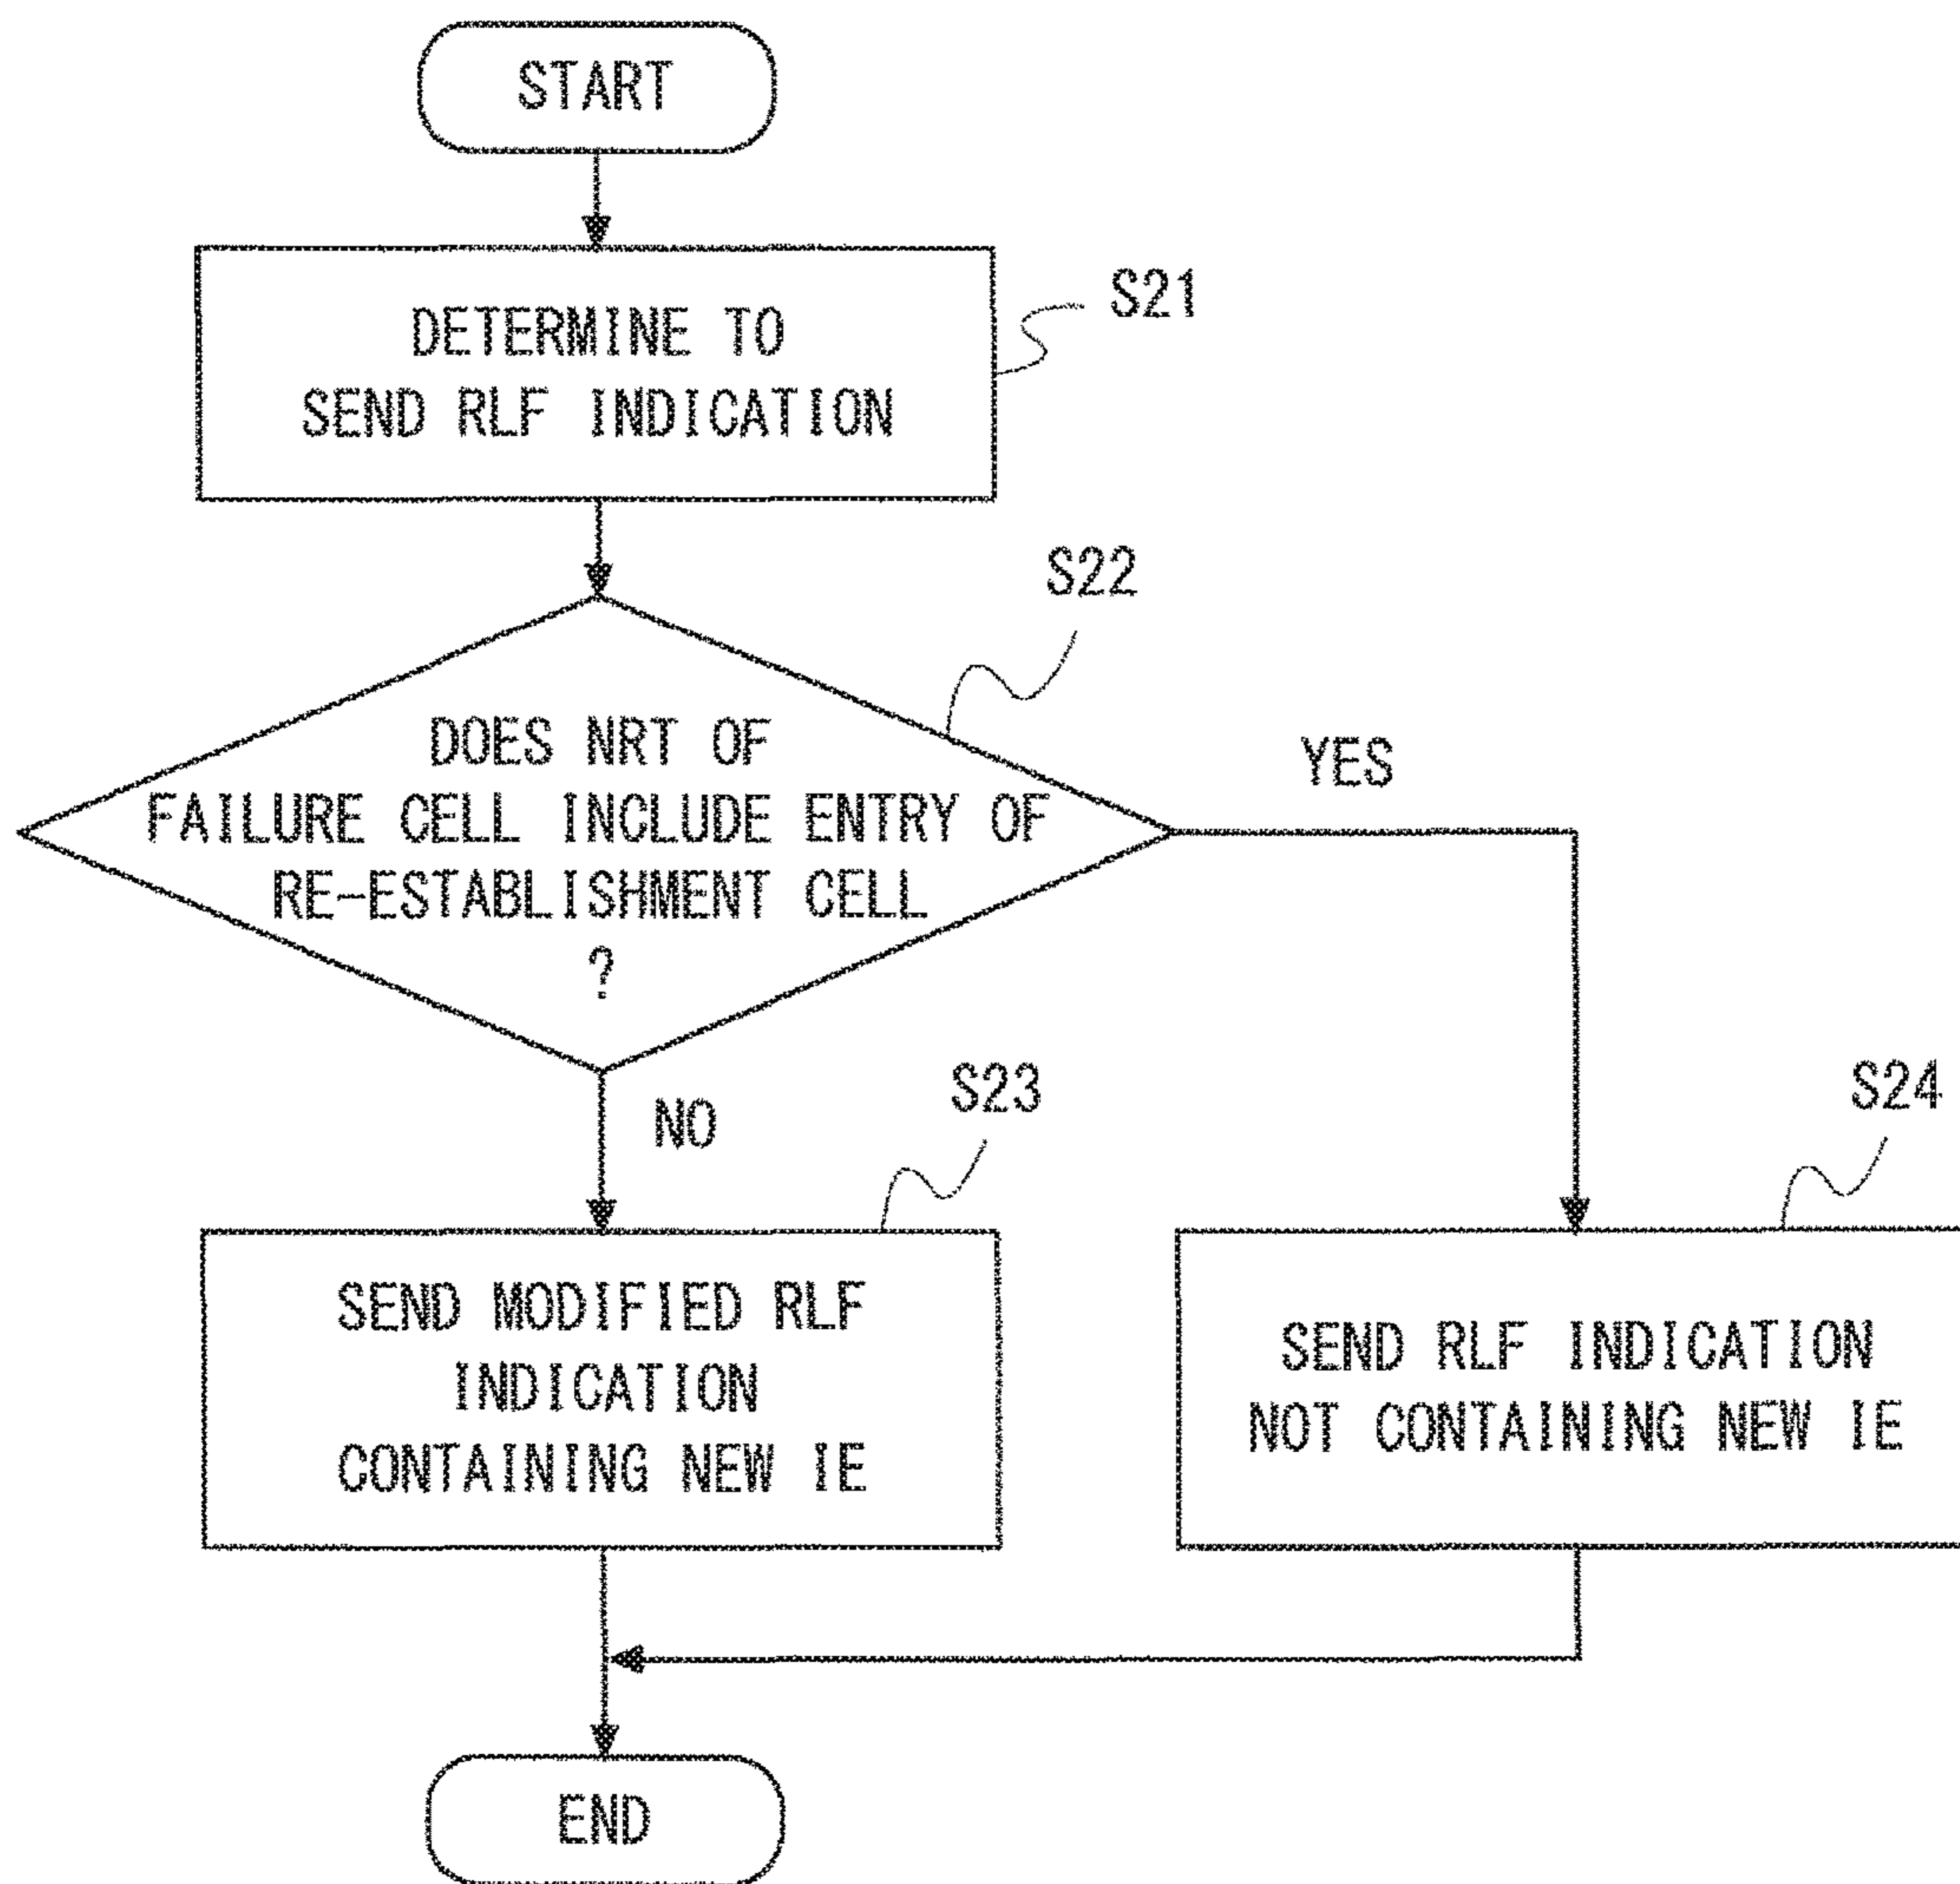 START
DETERMINE TO
SEND RLF INDICATION
S21
S22
DOES NRT OF
FAILURE CELL INCLUDE ENTRY OF
RE-ESTABLISHMENT CELL
?
YES
NO
S23
SEND MODIFIED RLF
INDICATION
CONTAINING NEW IE
S24
SEND RLF INDICATION
NOT CONTAINING NEW IE
END